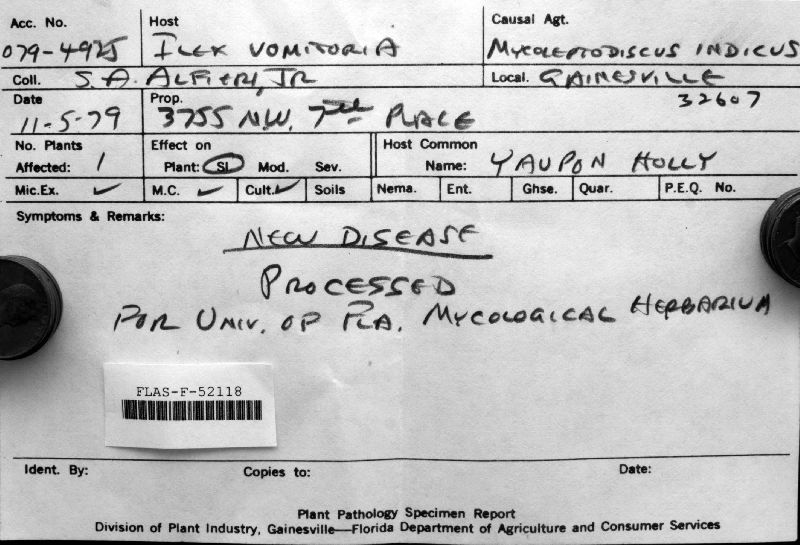 Acc. No. Host Causal Agt.
079-4925 ILEX VOMITORIA MYCOLEPTODISCUS INDICUS
Coll. S. A. ALFIERI, JR Local. GAINESVILLE
32607
Date Prop.
11-5-79 3755 N.W. 7th PLACE
No. Plants Effect on Host Common
Affected: 1 Plant: Sl Mod. Sev. Name: YAUPON HOLLY
Mic.Ex. ✓ M.C. ✓ Cult. ✓ Soils Nema. Ent. Ghse. Quar. P.E.Q. No.
Symptoms & Remarks:
NEW DISEASE
PROCESSED
FOR UNIV. OF FLA. MYCOLOGICAL HERBARIUM
FLAS-F-52118
Ident. By: Copies to: Date:
Plant Pathology Specimen Report
Division of Plant Industry, Gainesville—Florida Department of Agriculture and Consumer Services